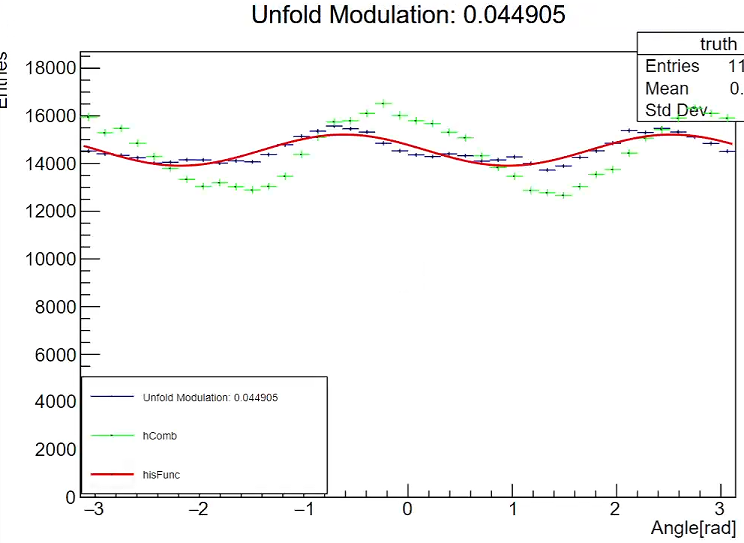 Unfold Modulation: 0.044905
truth
Entries 11
Mean 0.
Std Dev
Entries
18000
16000
14000
12000
10000
8000
6000
4000
2000
0
Unfold Modulation: 0.044905
hComb
hisFunc
−3 −2 −1 0 1 2 3
Angle[rad]